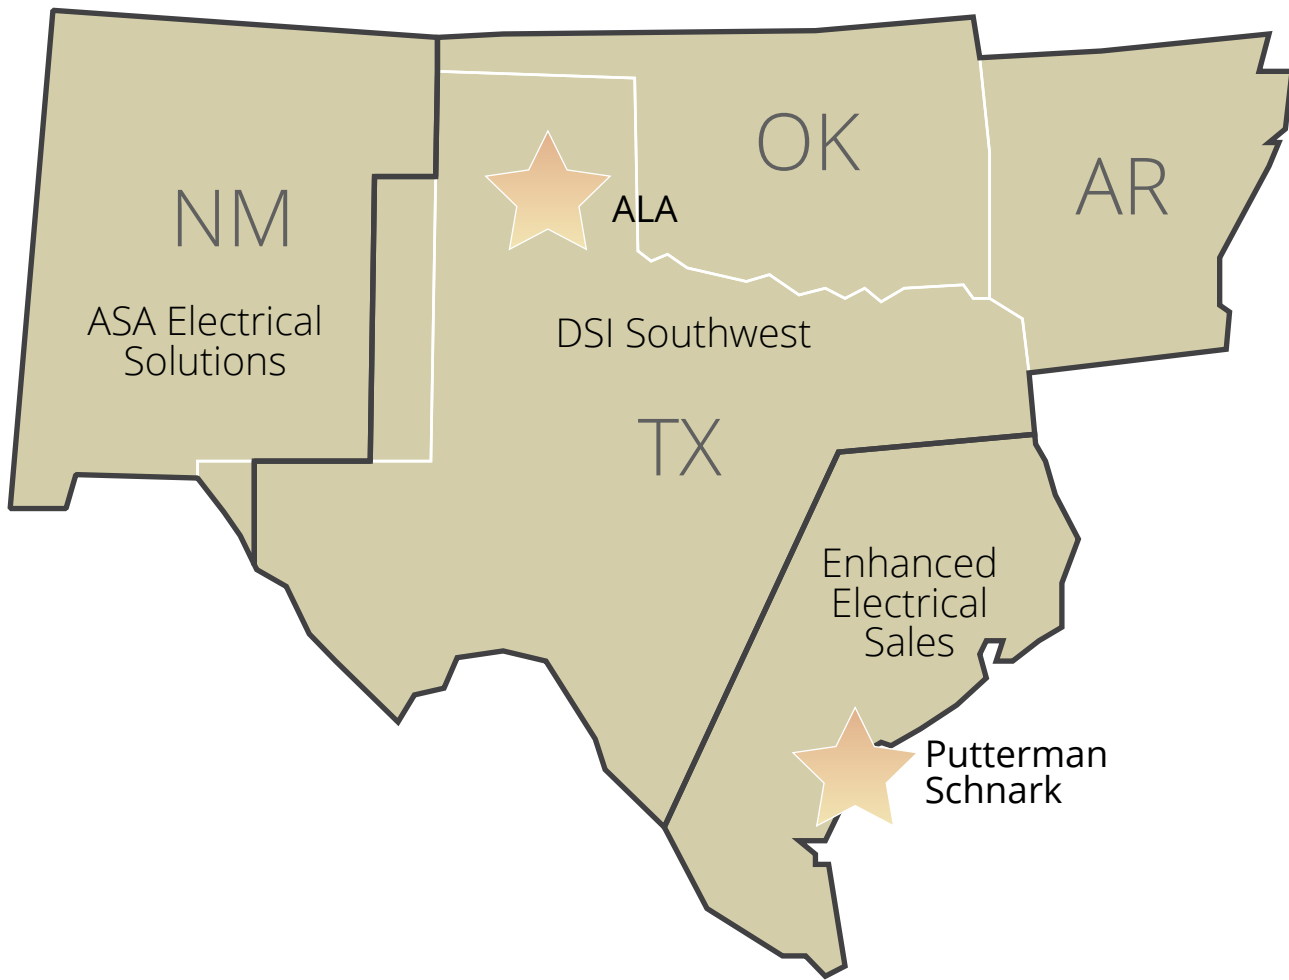 OK
AR
NM
ALA
ASA Electrical
Solutions
DSI Southwest
TX
Enhanced
Electrical
Sales
Putterman
Schnark